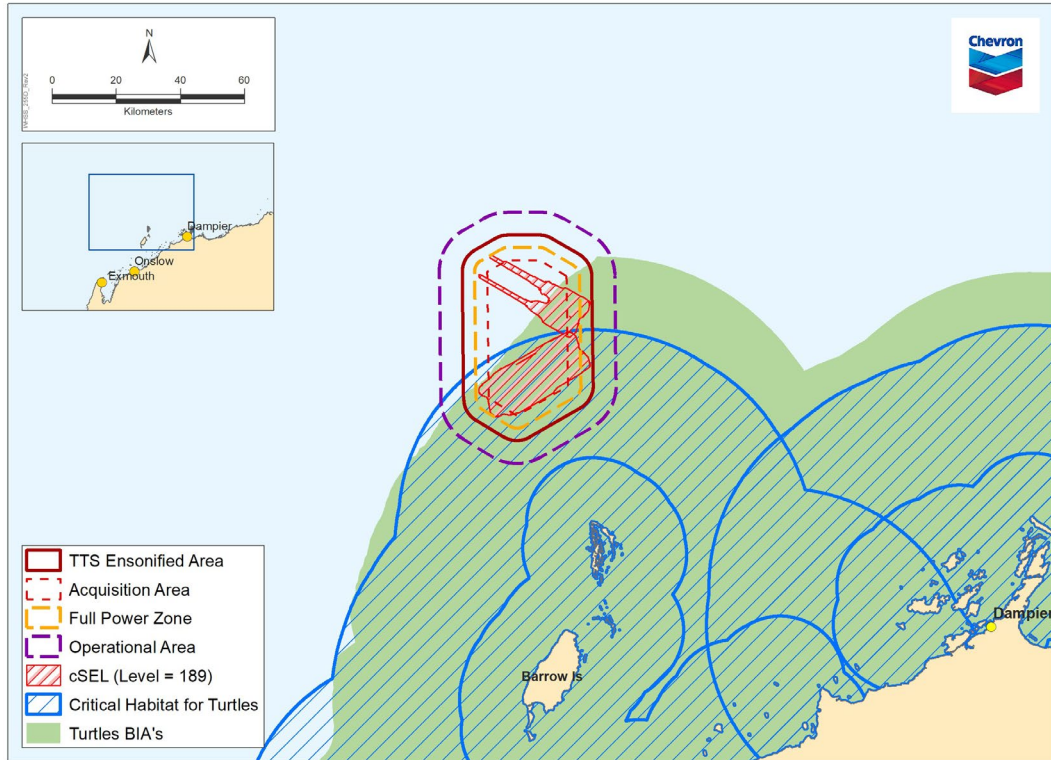 N
0 20 40 60
Kilometers
Chevron
Dampier
Onslow
Exmouth
TTS Ensonified Area
Acquisition Area
Full Power Zone
Operational Area
cSEL (Level = 189)
Critical Habitat for Turtles
Turtles BIA's
Barrow Is
Dampier